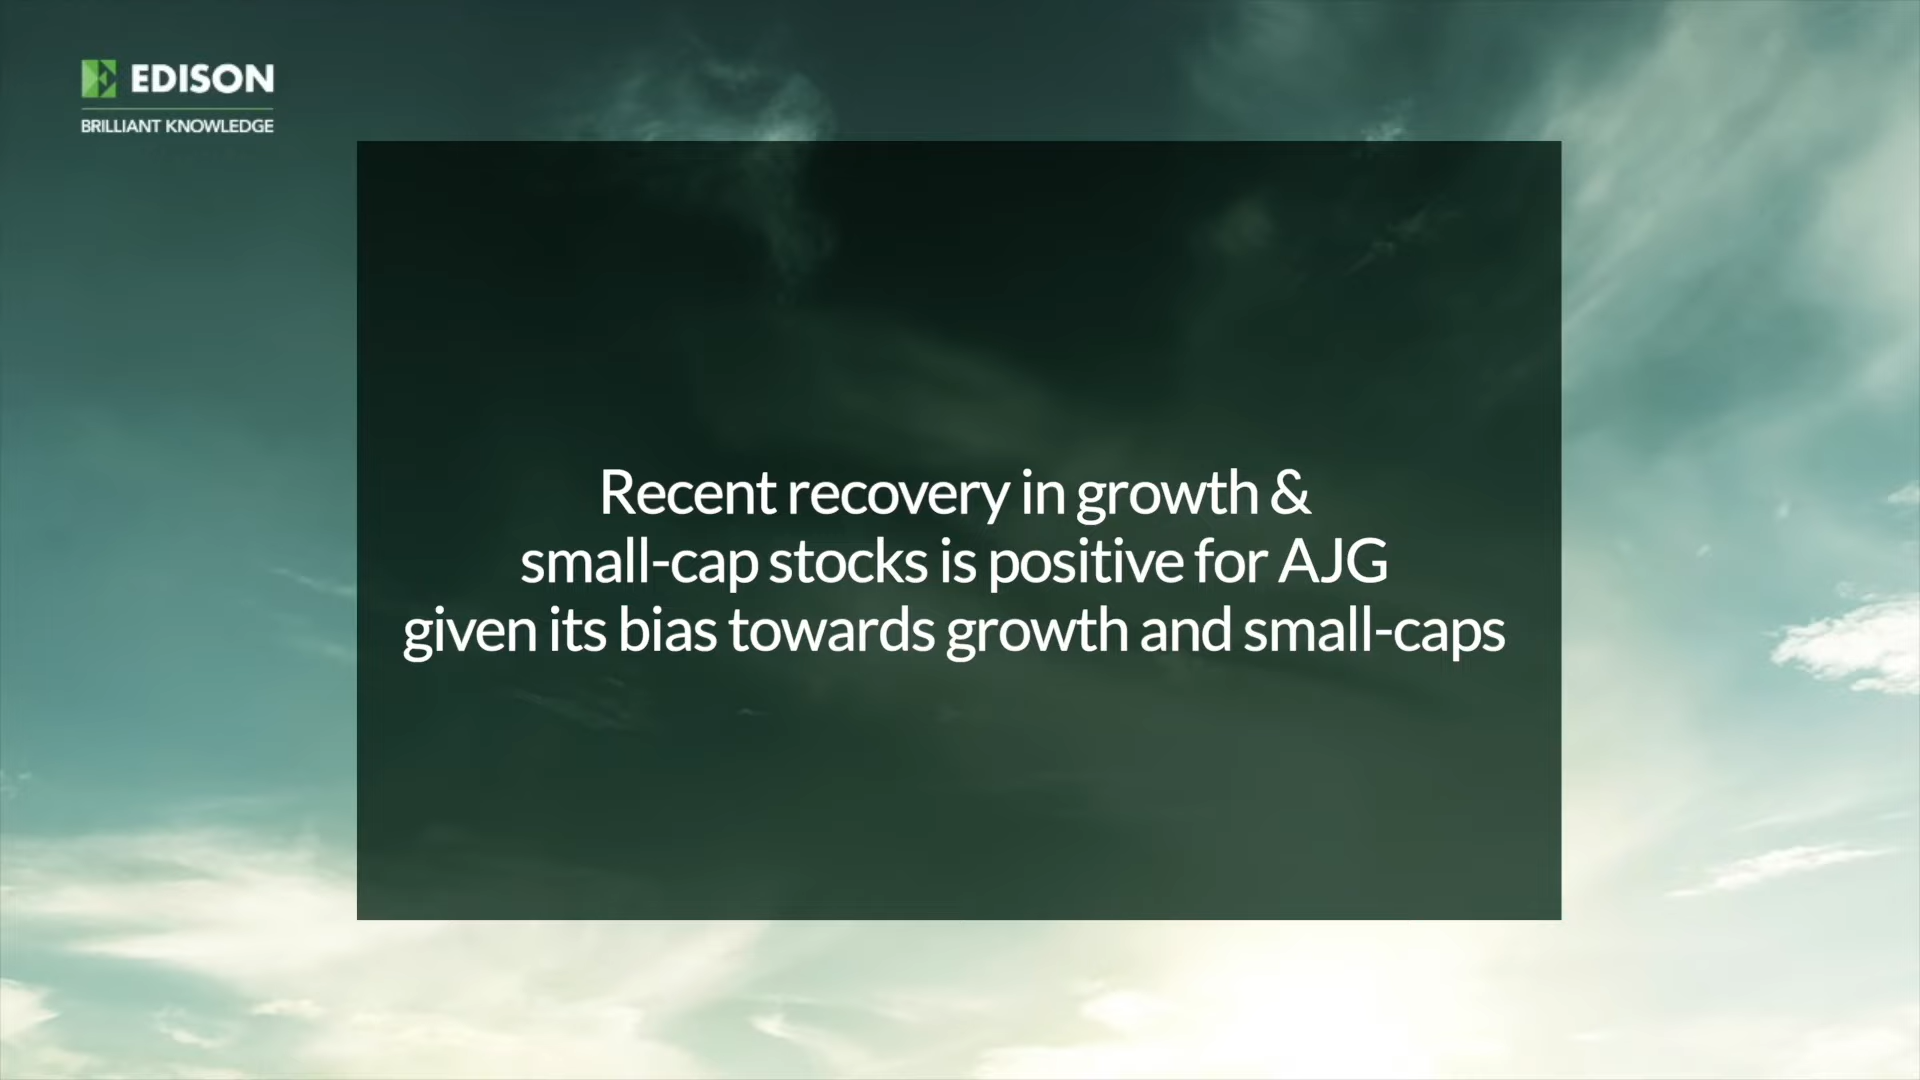 EDISON
BRILLIANT KNOWLEDGE
Recent recovery in growth &
small-cap stocks is positive for AJG
given its bias towards growth and small-caps